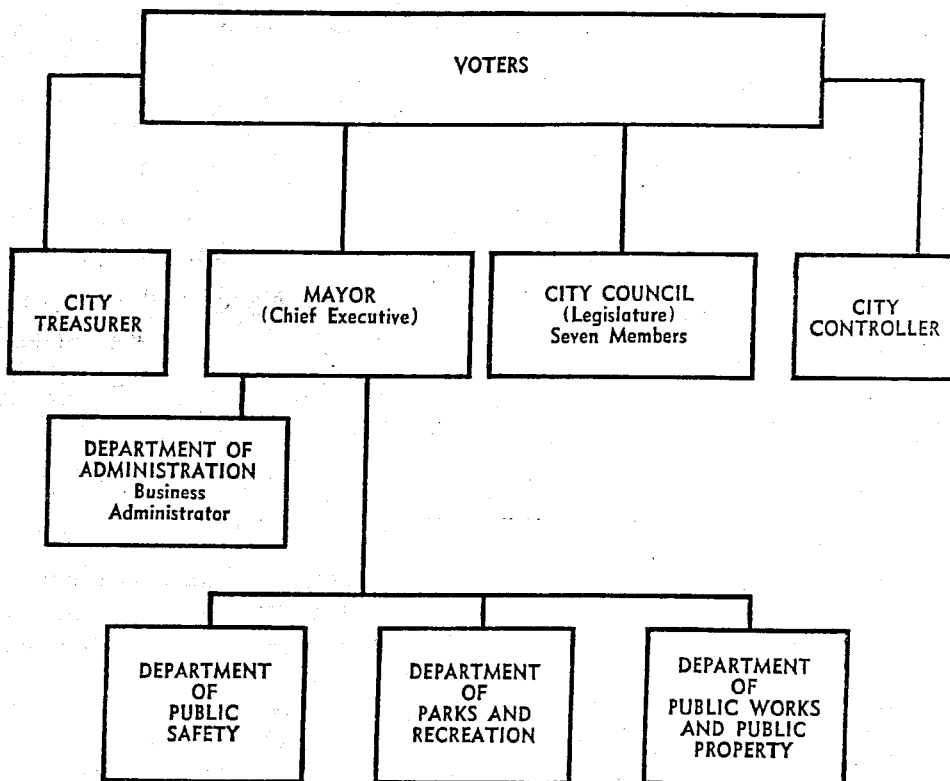 VOTERS
CITY
TREASURER
MAYOR
(Chief Executive)
CITY COUNCIL
(Legislature)
Seven Members
CITY
CONTROLLER
DEPARTMENT OF
ADMINISTRATION
Business
Administrator
DEPARTMENT
OF
PUBLIC
SAFETY
DEPARTMENT
OF
PARKS AND
RECREATION
DEPARTMENT
OF
PUBLIC WORKS
AND PUBLIC
PROPERTY